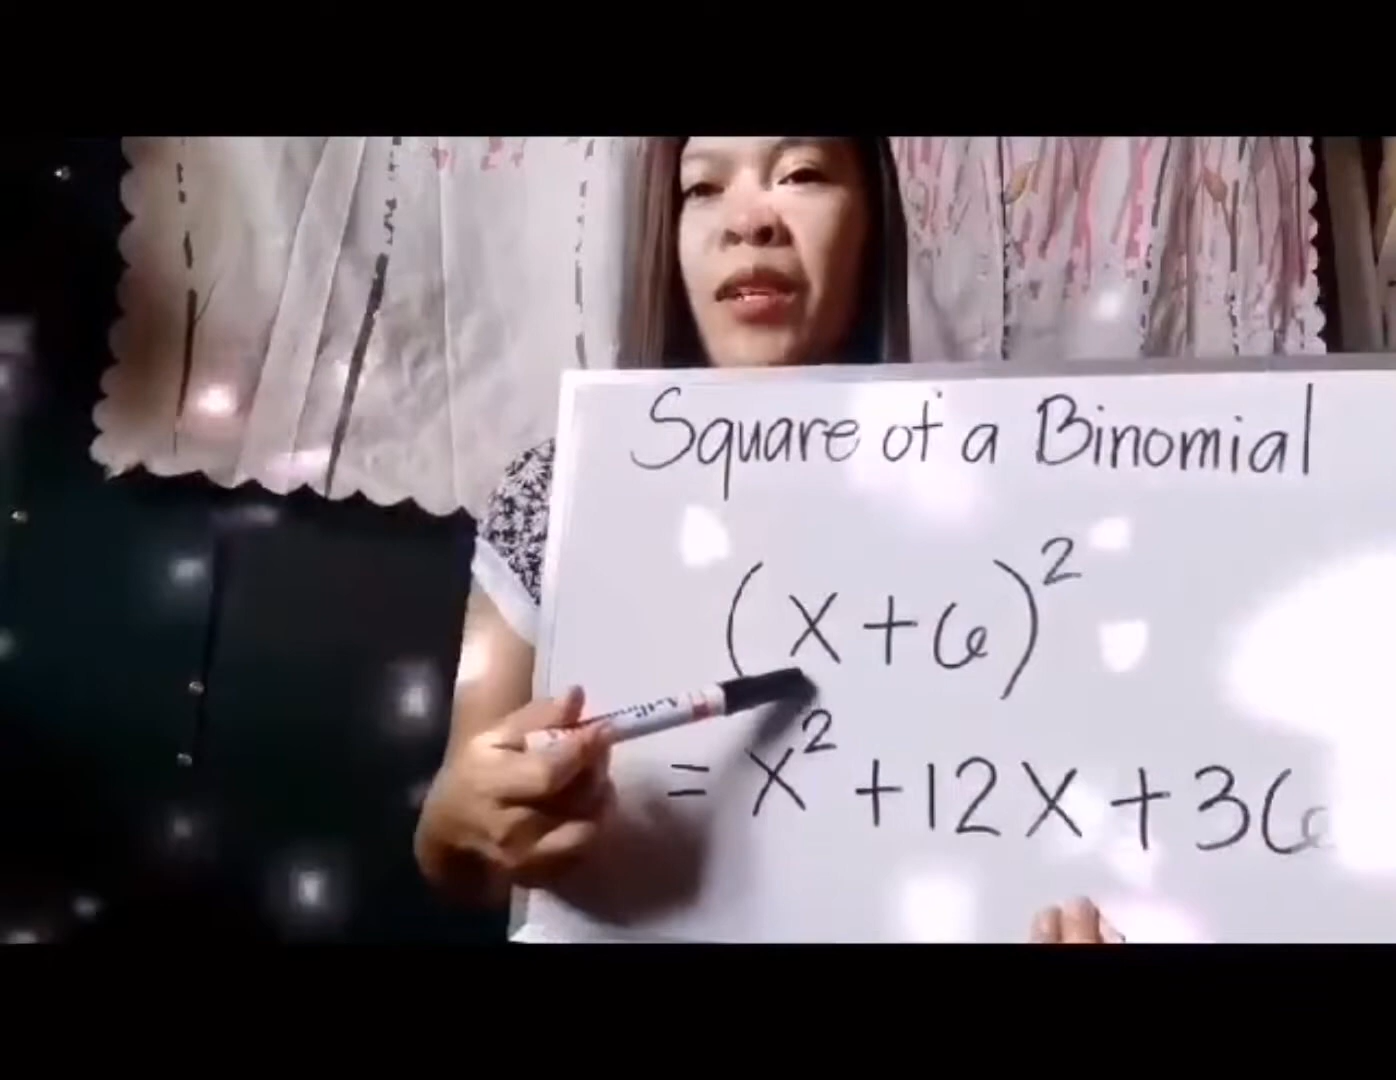 Square of a Binomial
(x+6)²
= x² +12x+36